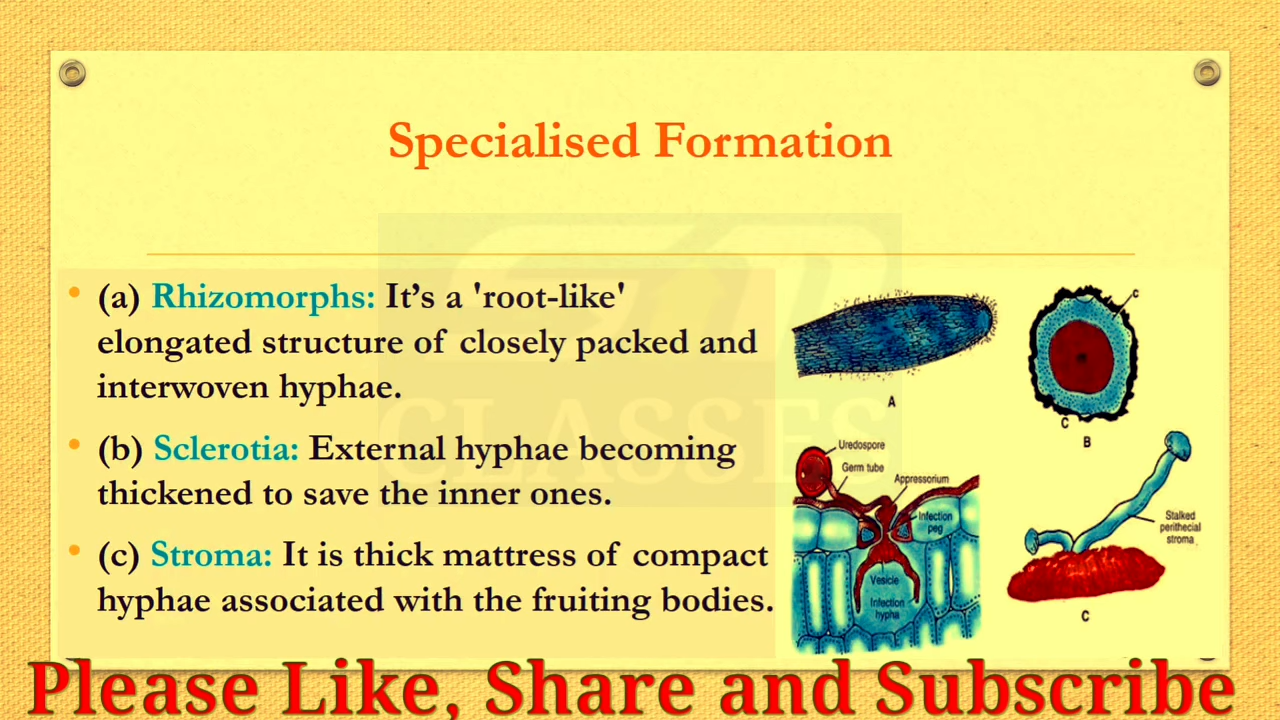 Specialised Formation
• (a) Rhizomorphs: It’s a 'root-like'
elongated structure of closely packed and
interwoven hyphae.
• (b) Sclerotia: External hyphae becoming
thickened to save the inner ones.
• (c) Stroma: It is thick mattress of compact
hyphae associated with the fruiting bodies.
CLASSES
A
c
C
B
Uredospore
Germ tube
Appressorium
Infection
peg
Vesicle
Infection
hypha
Stalked
perithecial
stroma
C
Please Like, Share and Subscribe